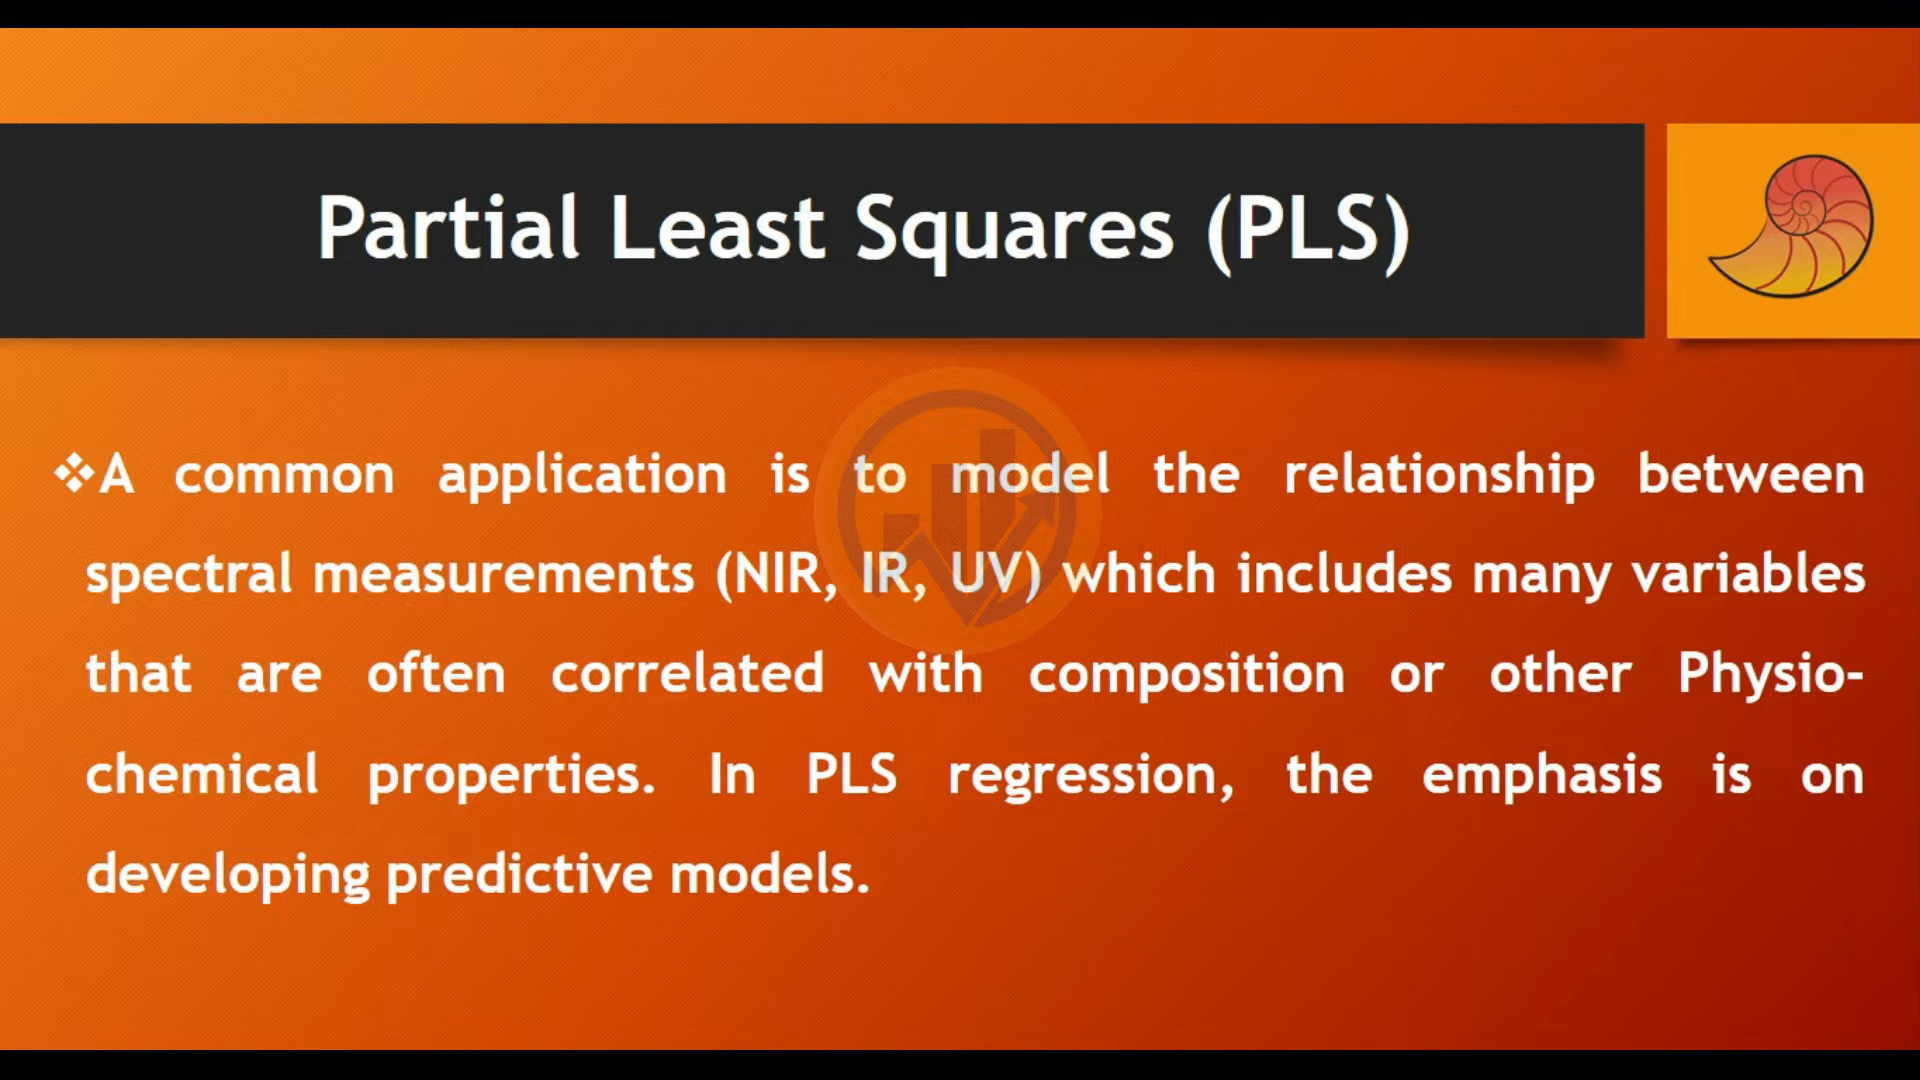 Partial Least Squares (PLS)
❖A common application is to model the relationship between
spectral measurements (NIR, IR, UV) which includes many variables
that are often correlated with composition or other Physio-
chemical properties. In PLS regression, the emphasis is on
developing predictive models.